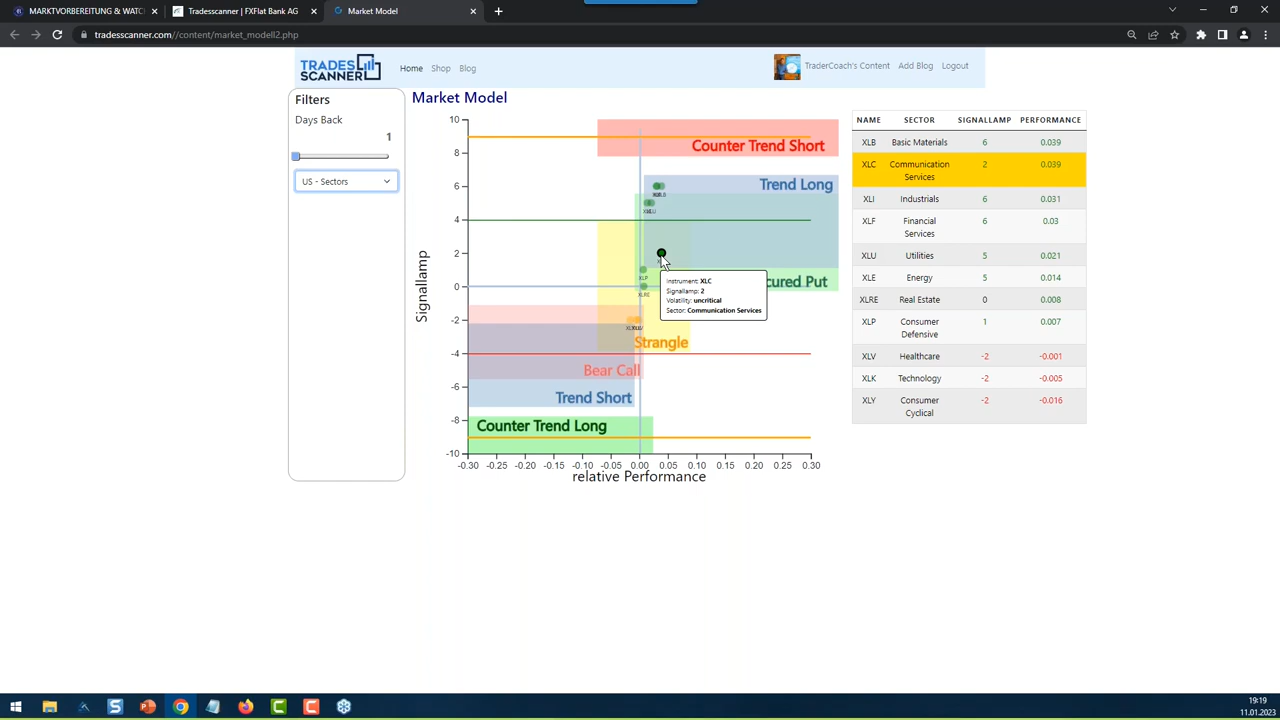 MARKTVORBEREITUNG & WATCH
Tradesscanner | FXFlat Bank AG
Market Model
tradesscanner.com//content/market_modell2.php
TRADES
SCANNER
Home
Shop
Blog
TraderCoach's Content
Add Blog
Logout
Filters
Days Back
1
US - Sectors
Market Model
Signallamp
10
8
6
4
2
0
-2
-4
-6
-8
-10
Counter Trend Short
Trend Long
XLU
XLP
XLRE
cured Put
Instrument: XLC
Signallamp: 2
Volatility: uncritical
Sector: Communication Services
Strangle
Bear Call
Trend Short
Counter Trend Long
-0.30 -0.25 -0.20 -0.15 -0.10 -0.05 0.00 0.05 0.10 0.15 0.20 0.25 0.30
relative Performance
NAME SECTOR SIGNALLAMP PERFORMANCE
XLB Basic Materials 6 0.039
XLC Communication Services 2 0.039
XLI Industrials 6 0.031
XLF Financial Services 6 0.03
XLU Utilities 5 0.021
XLE Energy 5 0.014
XLRE Real Estate 0 0.008
XLP Consumer Defensive 1 0.007
XLV Healthcare -2 -0.001
XLK Technology -2 -0.005
XLY Consumer Cyclical -2 -0.016
19:19
11.01.2023